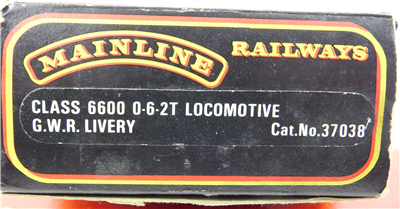 MAINLINE RAILWAYS
CLASS 6600 0-6-2T LOCOMOTIVE
G.W.R. LIVERY Cat.No.37038